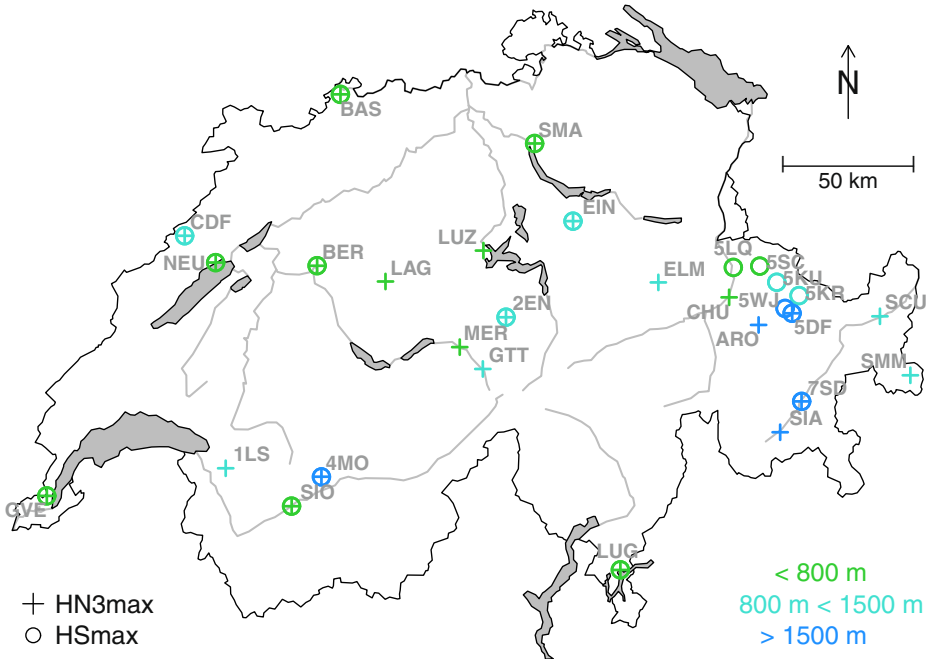 BAS
N
SMA
50 km
EIN
CDF
LUZ
NEU
BER
5LQ
5SC
LAG
ELM
5KU
5KR
2EN
CHU
5WJ
SCU
5DF
MER
ARO
GTT
SMM
7SD
SIA
1LS
4MO
SIO
GVE
LUG
< 800 m
HN3max
800 m < 1500 m
HSmax
> 1500 m